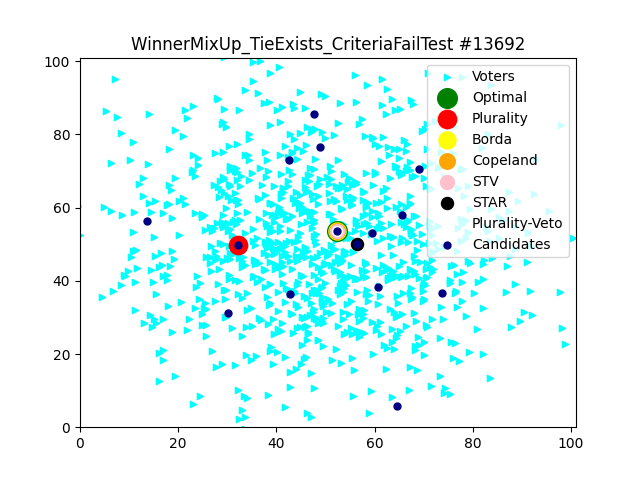 WinnerMixUp_TieExists_CriteriaFailTest #13692
100
80
60
40
20
0
0
20
40
60
80
100
Voters
Optimal
Plurality
Borda
Copeland
STV
STAR
Plurality-Veto
Candidates